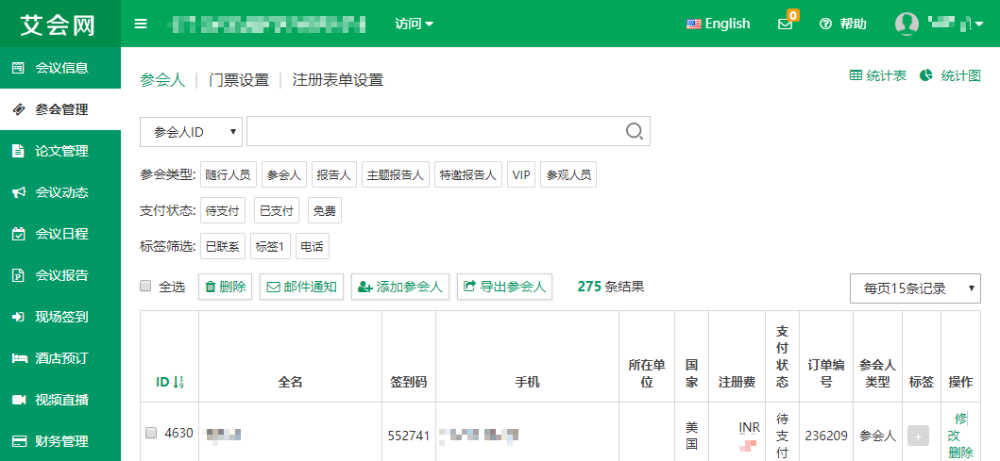 艾会网
访问
English
0
帮助
会议信息
参会管理
论文管理
会议动态
会议日程
会议报告
现场签到
酒店预订
视频直播
财务管理
参会人 | 门票设置 | 注册表单设置
统计表 统计图
参会人ID
参会类型: 随行人员 参会人 报告人 主题报告人 特邀报告人 VIP 参观人员
支付状态: 待支付 已支付 免费
标签筛选: 已联系 标签1 电话
全选 删除 邮件通知 添加参会人 导出参会人 275 条结果
每页15条记录
ID 全名 签到码 手机 所在单位 国家 注册费 支付状态 订单编号 参会人类型 标签 操作
4630 552741 美国 INR 待支付 236209 参会人 + 修改 删除